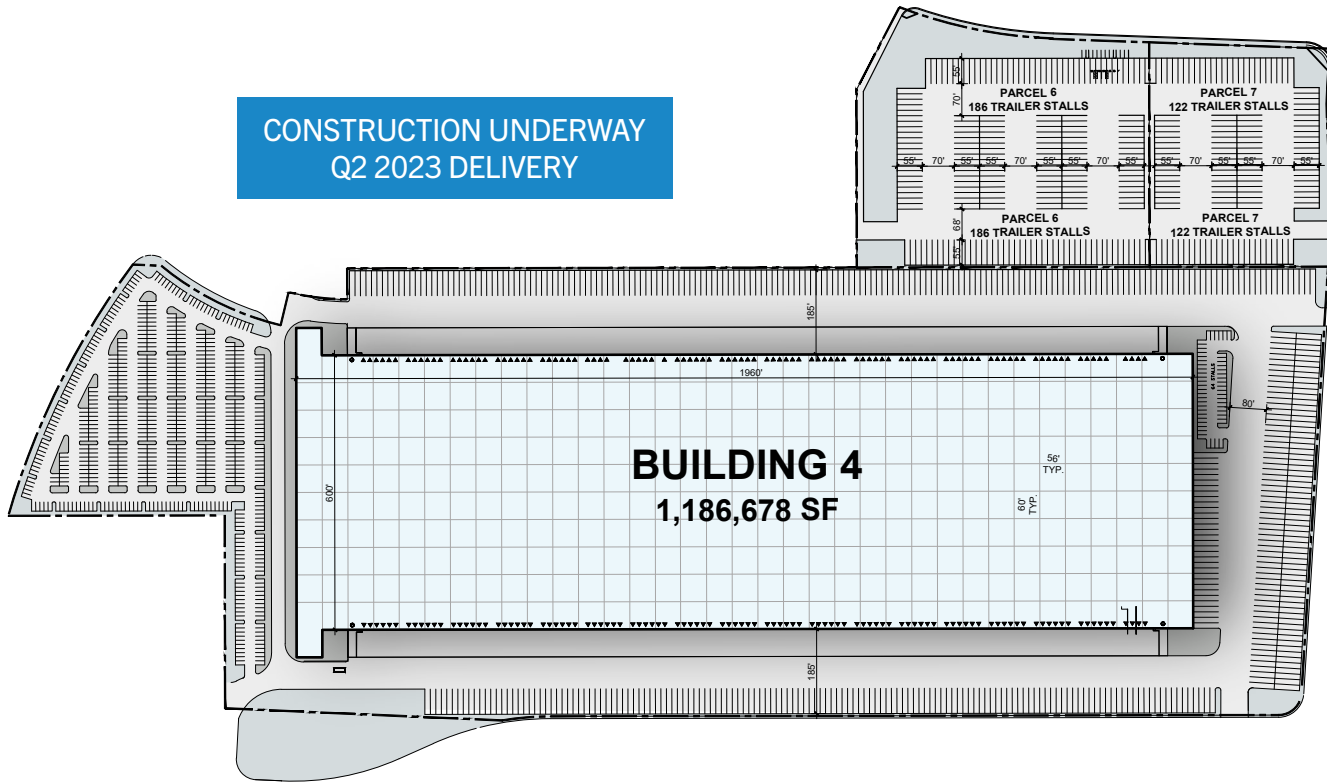 CONSTRUCTION UNDERWAY
Q2 2023 DELIVERY
55'
70'
PARCEL 6
186 TRAILER STALLS
PARCEL 7
122 TRAILER STALLS
55'
70'
55'
55'
70'
55'
55'
70'
55'
55'
70'
55'
55'
70'
55'
68'
55'
PARCEL 6
186 TRAILER STALLS
PARCEL 7
122 TRAILER STALLS
185'
1960'
64 STALLS
80'
600'
BUILDING 4
1,186,678 SF
56'
TYP.
60'
TYP.
185'